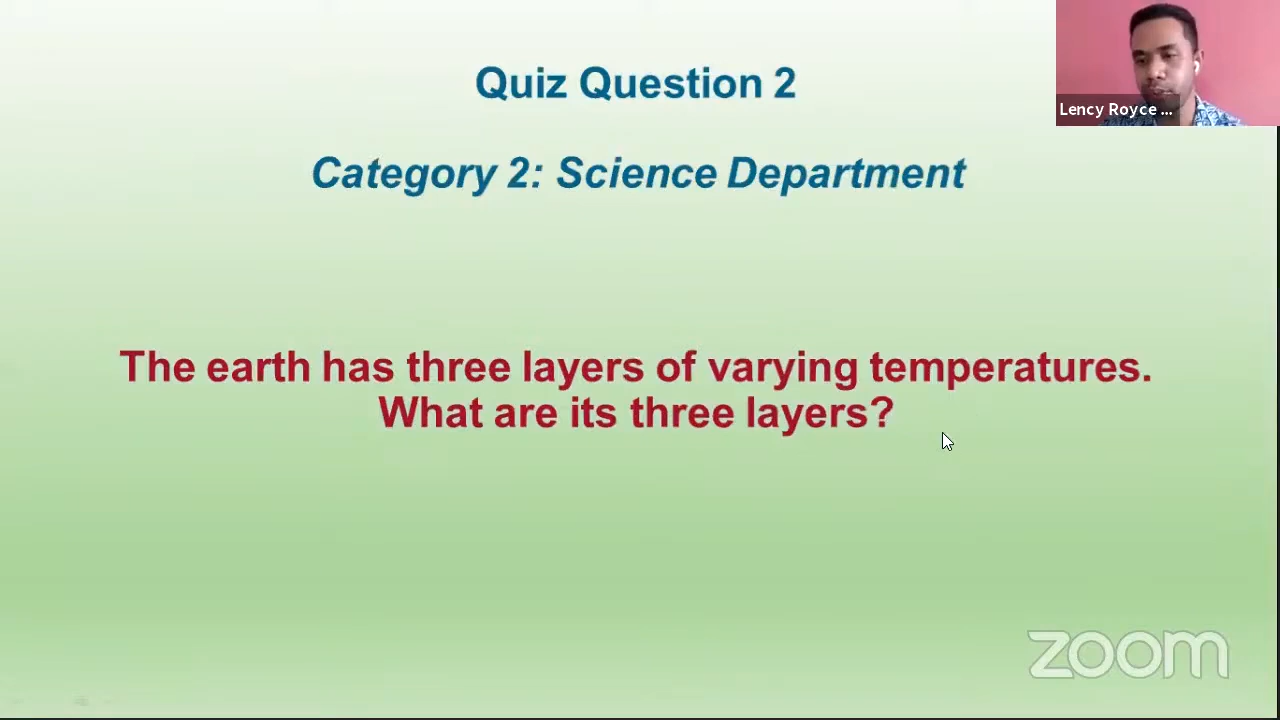 Quiz Question 2
Lency Royce ...
Category 2: Science Department
The earth has three layers of varying temperatures.
What are its three layers?
zoom